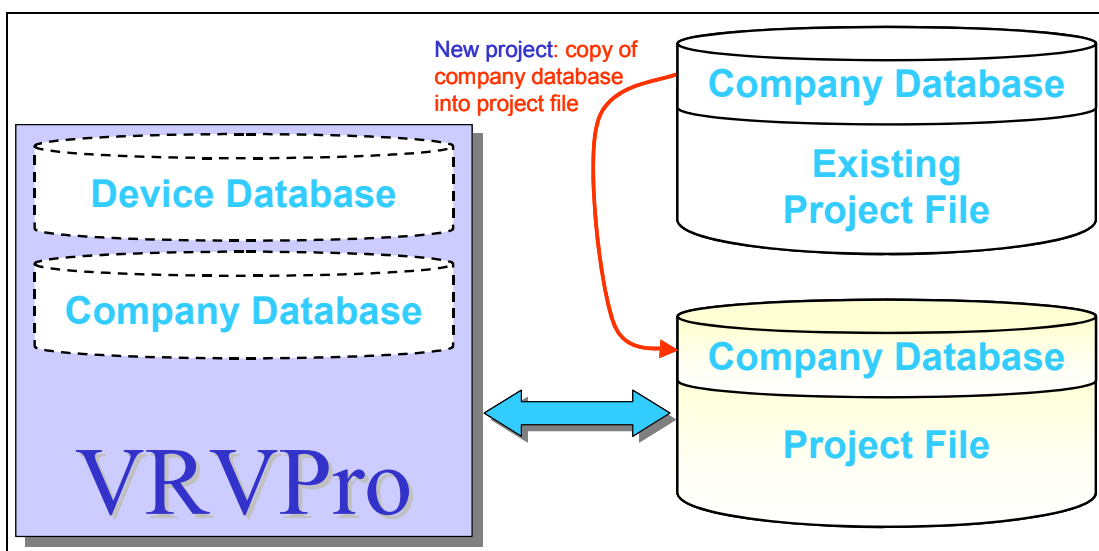 New project: copy of
company database
into project file
Company Database
Existing
Project File
Device Database
Company Database
Company Database
Project File
VRVPro